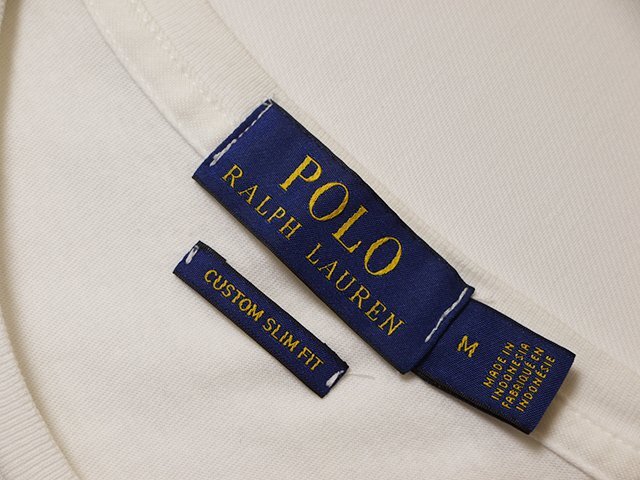 POLO
RALPH LAUREN
CUSTOM SLIM FIT
M
MADE IN
INDONESIA
FABRIQUÉ EN
INDONÉSIE